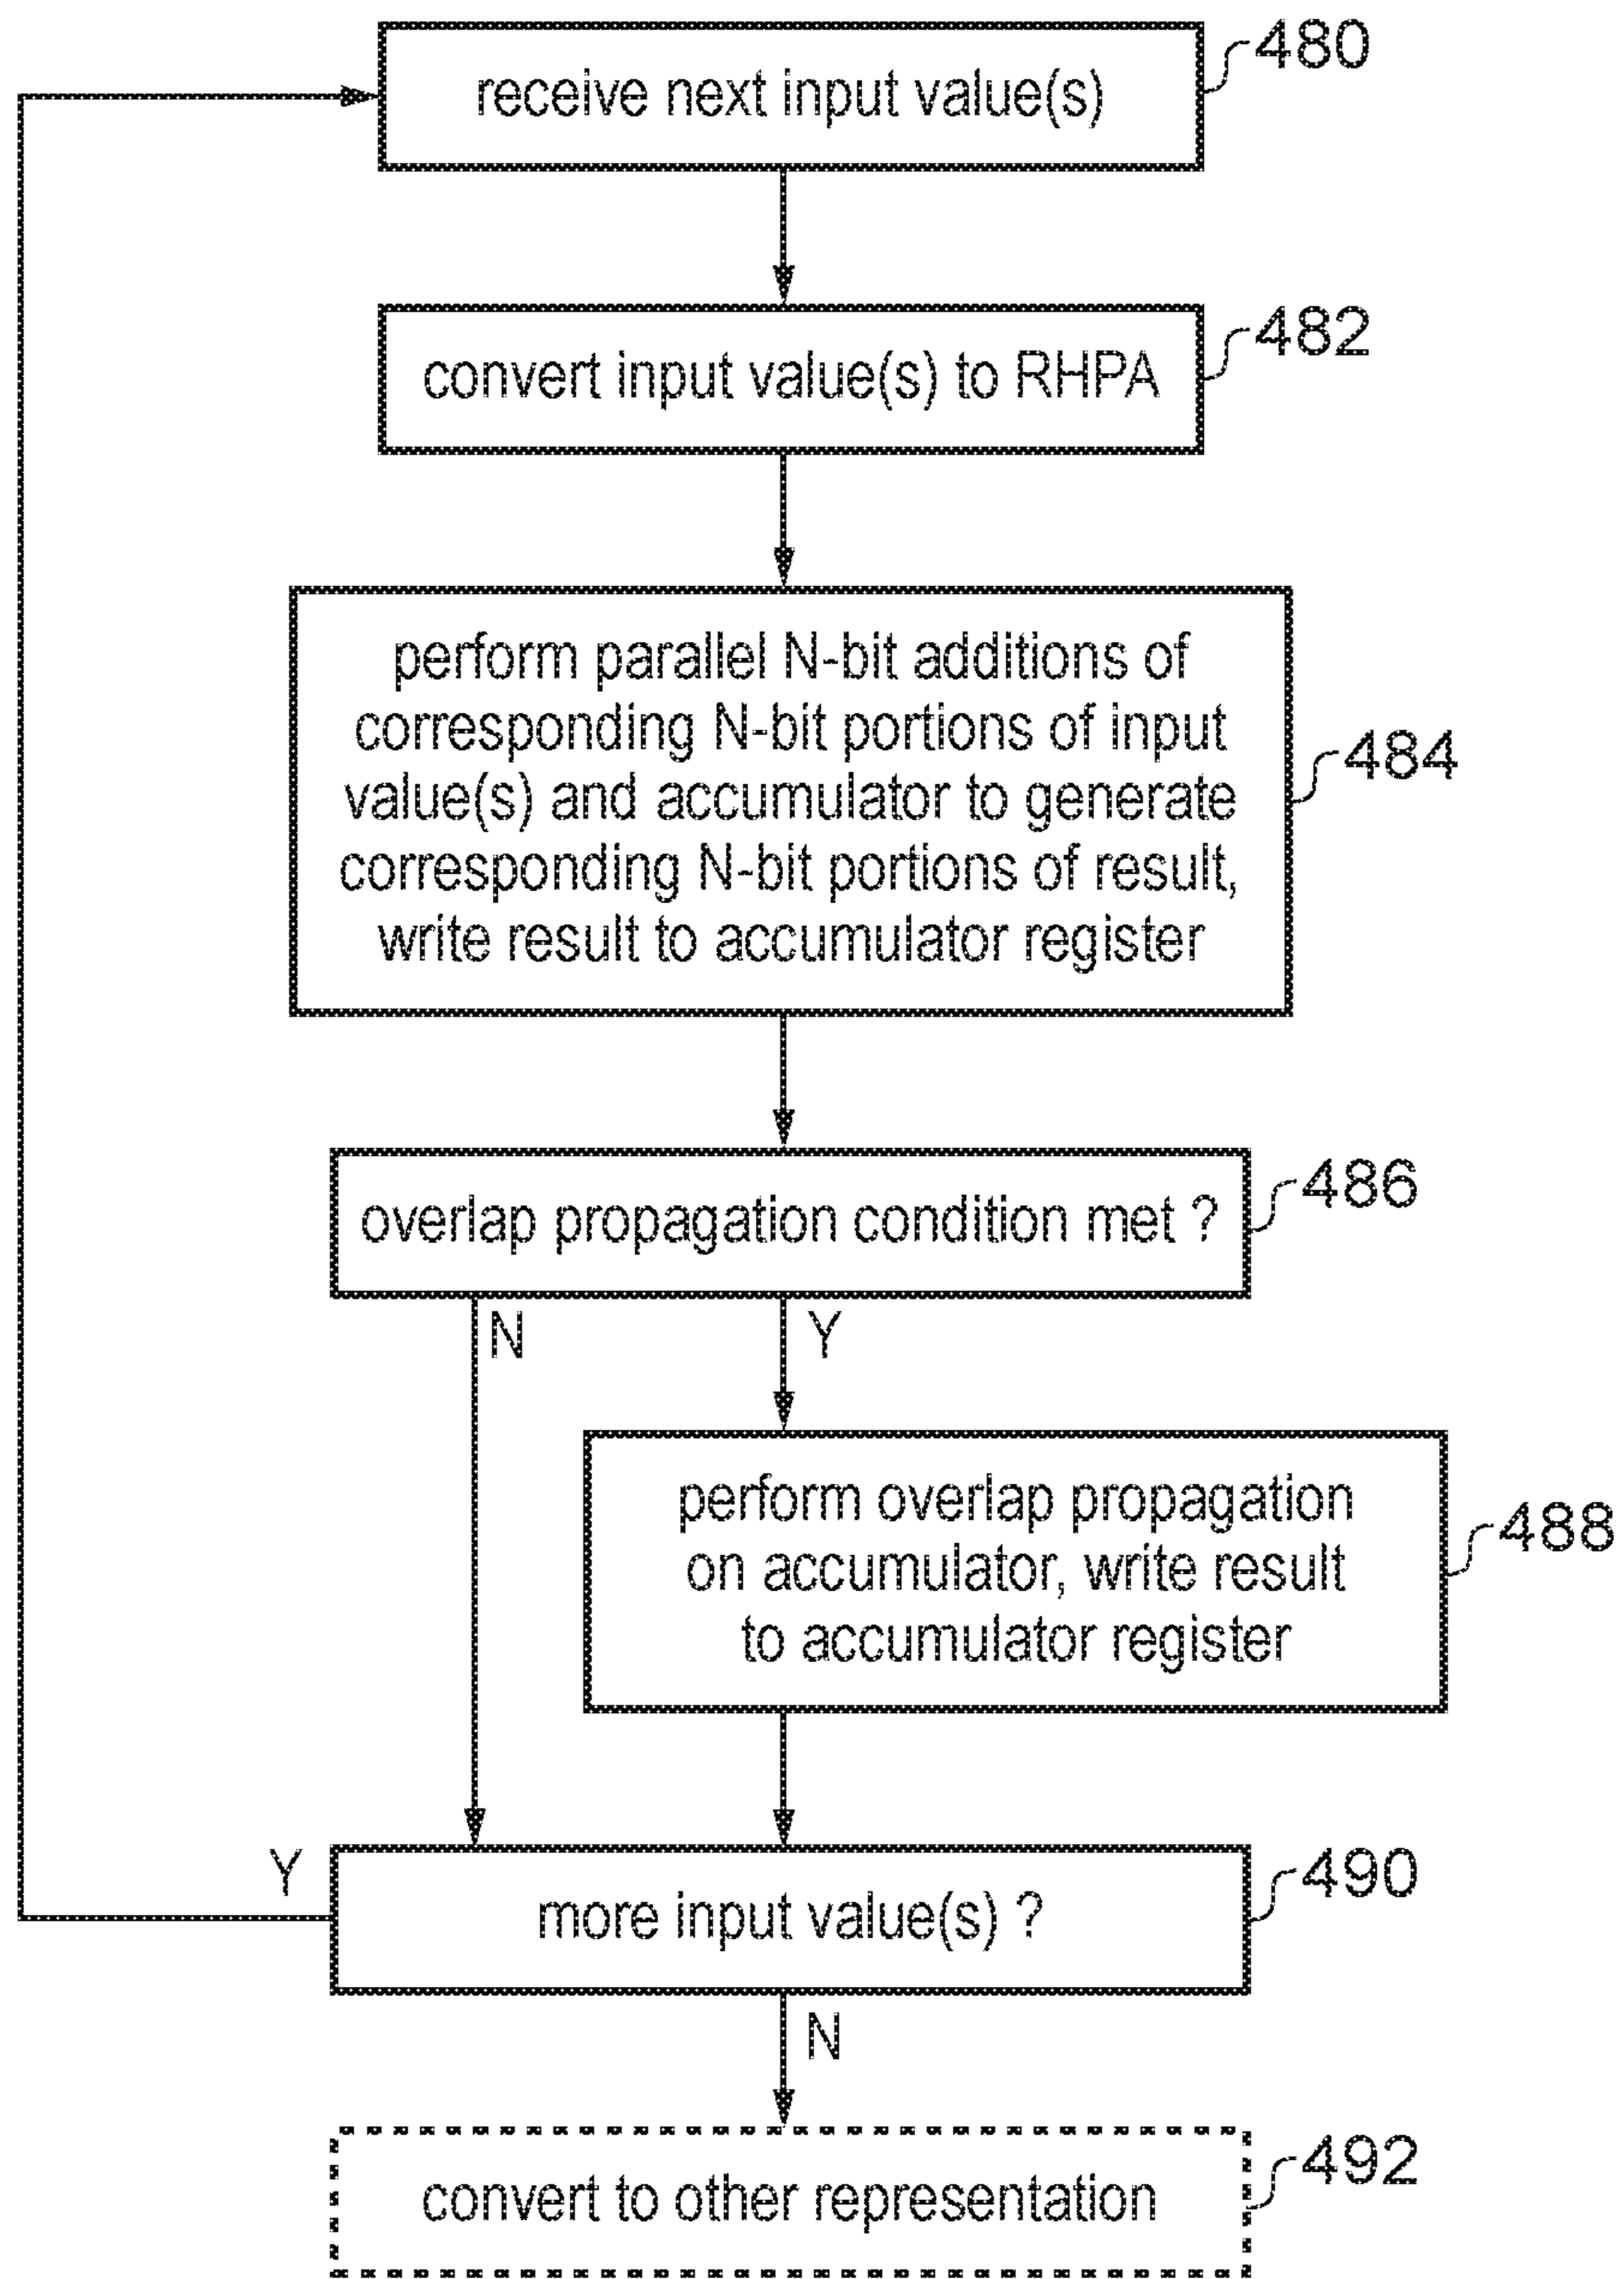 receive next input value(s)
480
convert input value(s) to RHPA
482
perform parallel N-bit additions of
corresponding N-bit portions of input
value(s) and accumulator to generate
corresponding N-bit portions of result,
write result to accumulator register
484
overlap propagation condition met ?
486
N
Y
perform overlap propagation
on accumulator, write result
to accumulator register
488
Y
more input value(s) ?
490
N
convert to other representation
492